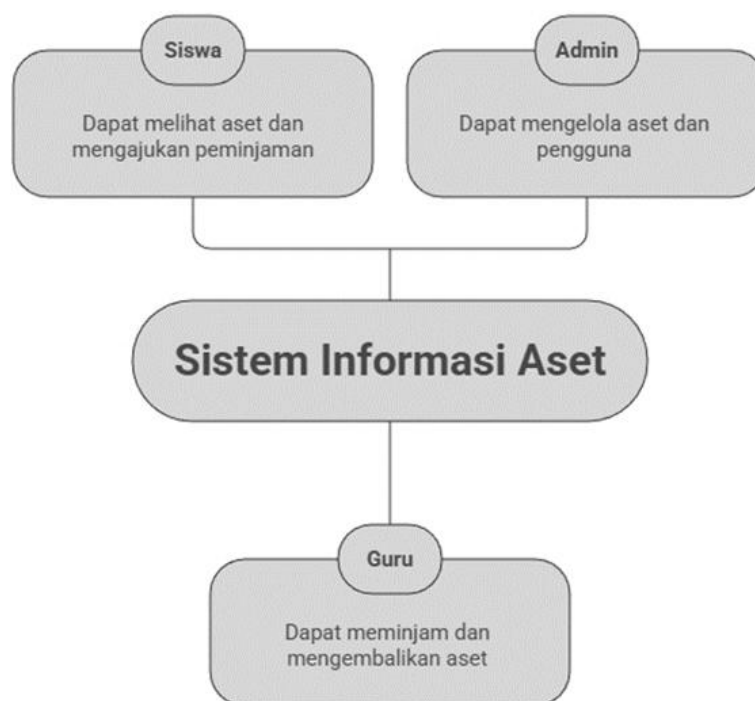 Siswa
Dapat melihat aset dan
mengajukan peminjaman
Admin
Dapat mengelola aset dan
pengguna
Sistem Informasi Aset
Guru
Dapat meminjam dan
mengembalikan aset